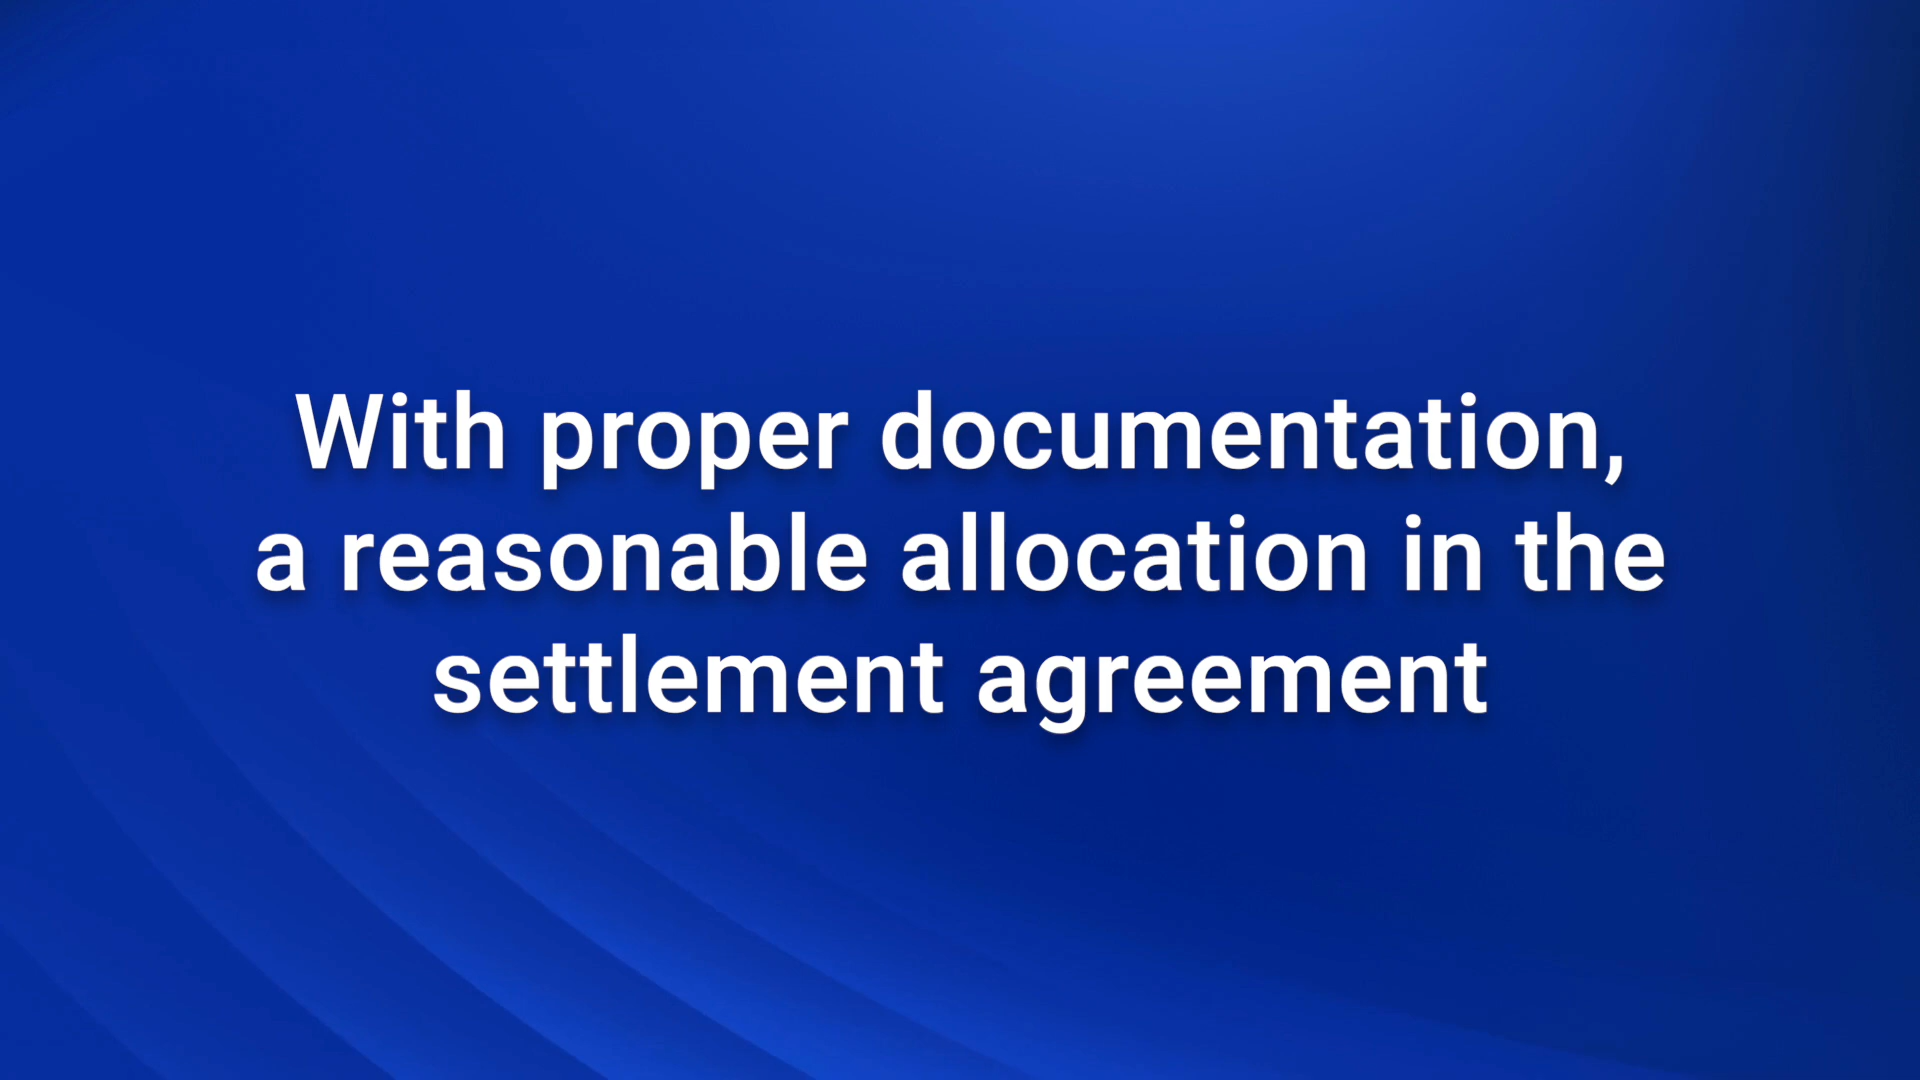 With proper documentation,
a reasonable allocation in the
settlement agreement